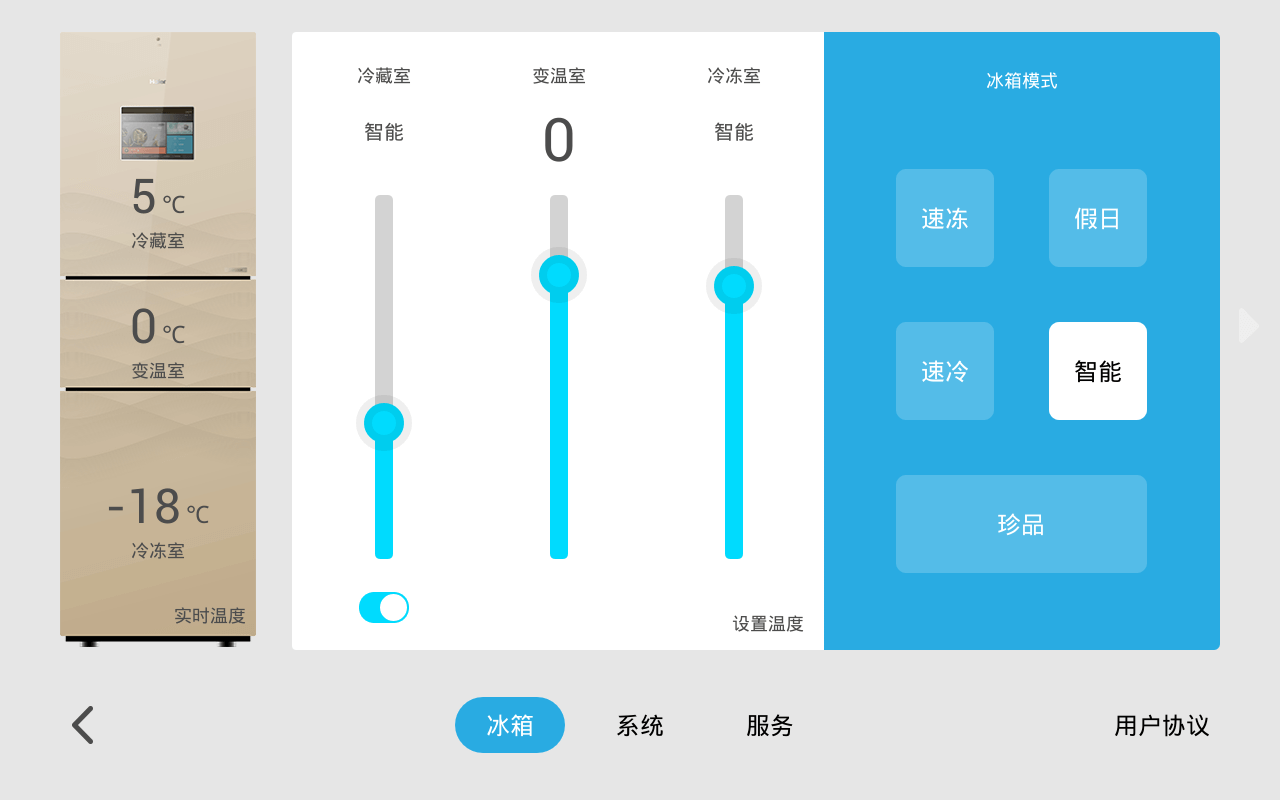 5℃
冷藏室
0℃
变温室
-18℃
冷冻室
实时温度
冷藏室
变温室
冷冻室
智能
0
智能
设置温度
冰箱模式
速冻
假日
速冷
智能
珍品
冰箱
系统
服务
用户协议